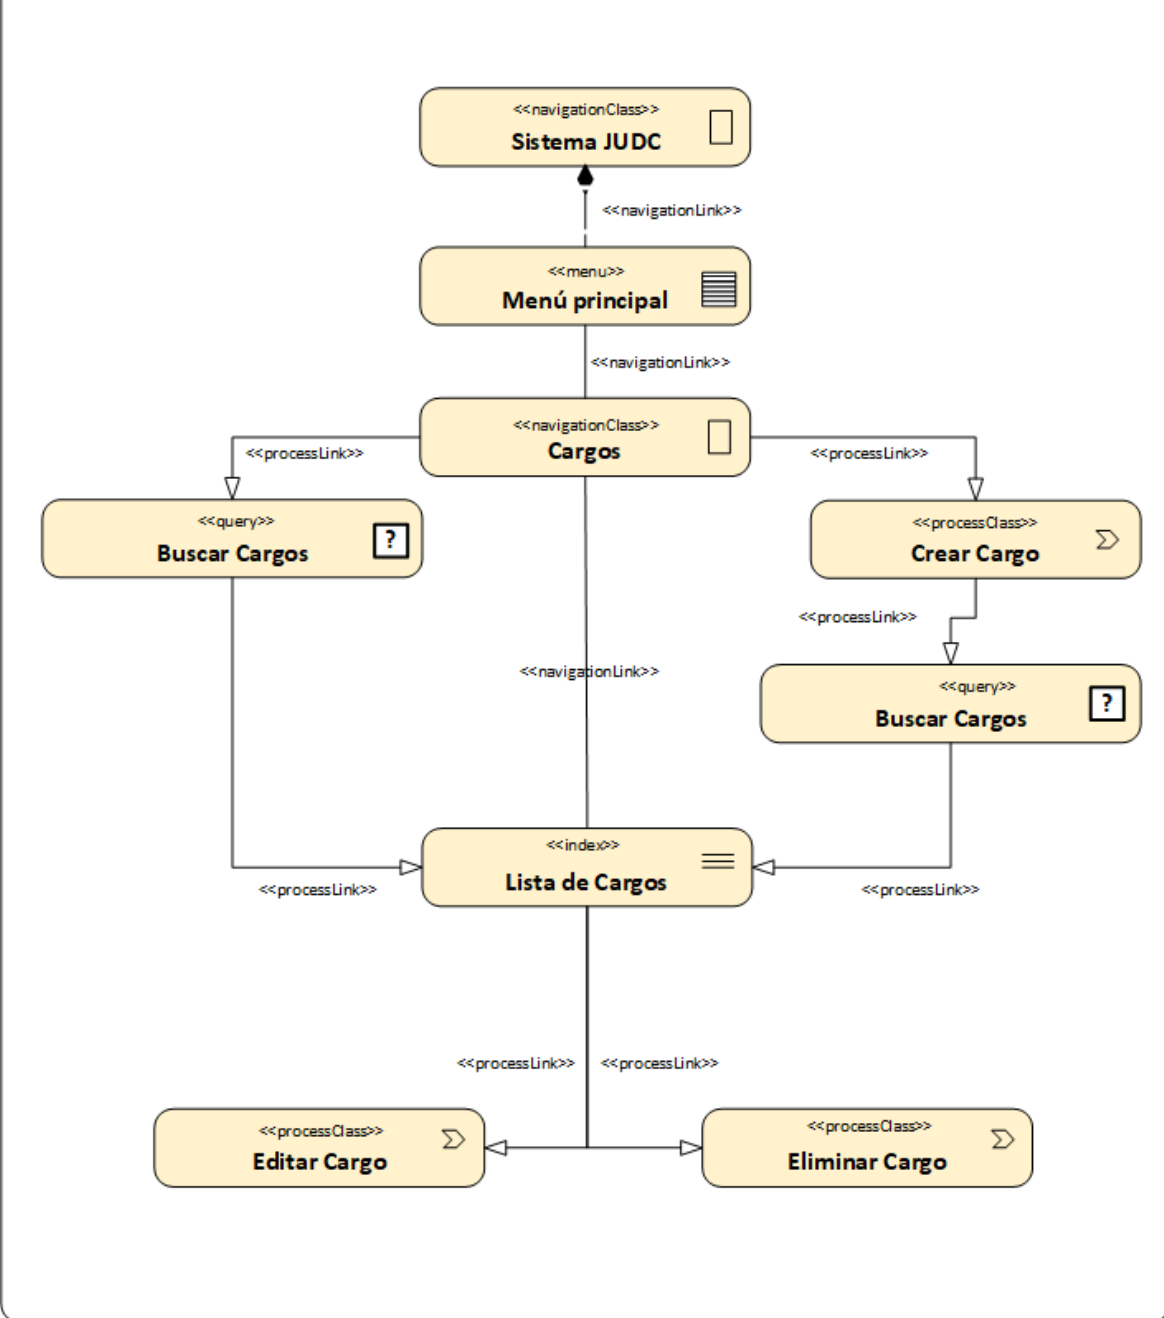 <<navigationClass>>
Sistema JUDC
<<navigationLink>>
<<menu>>
Menú principal
<<navigationLink>>
<<navigationClass>>
Cargos
<<processLink>>
<<processLink>>
<<query>>
Buscar Cargos
?
<<processClass>>
Crear Cargo
<<processLink>>
<<query>>
Buscar Cargos
?
<<navigationLink>>
<<index>>
Lista de Cargos
<<processLink>>
<<processLink>>
<<processLink>>
<<processLink>>
<<processClass>>
Editar Cargo
<<processClass>>
Eliminar Cargo